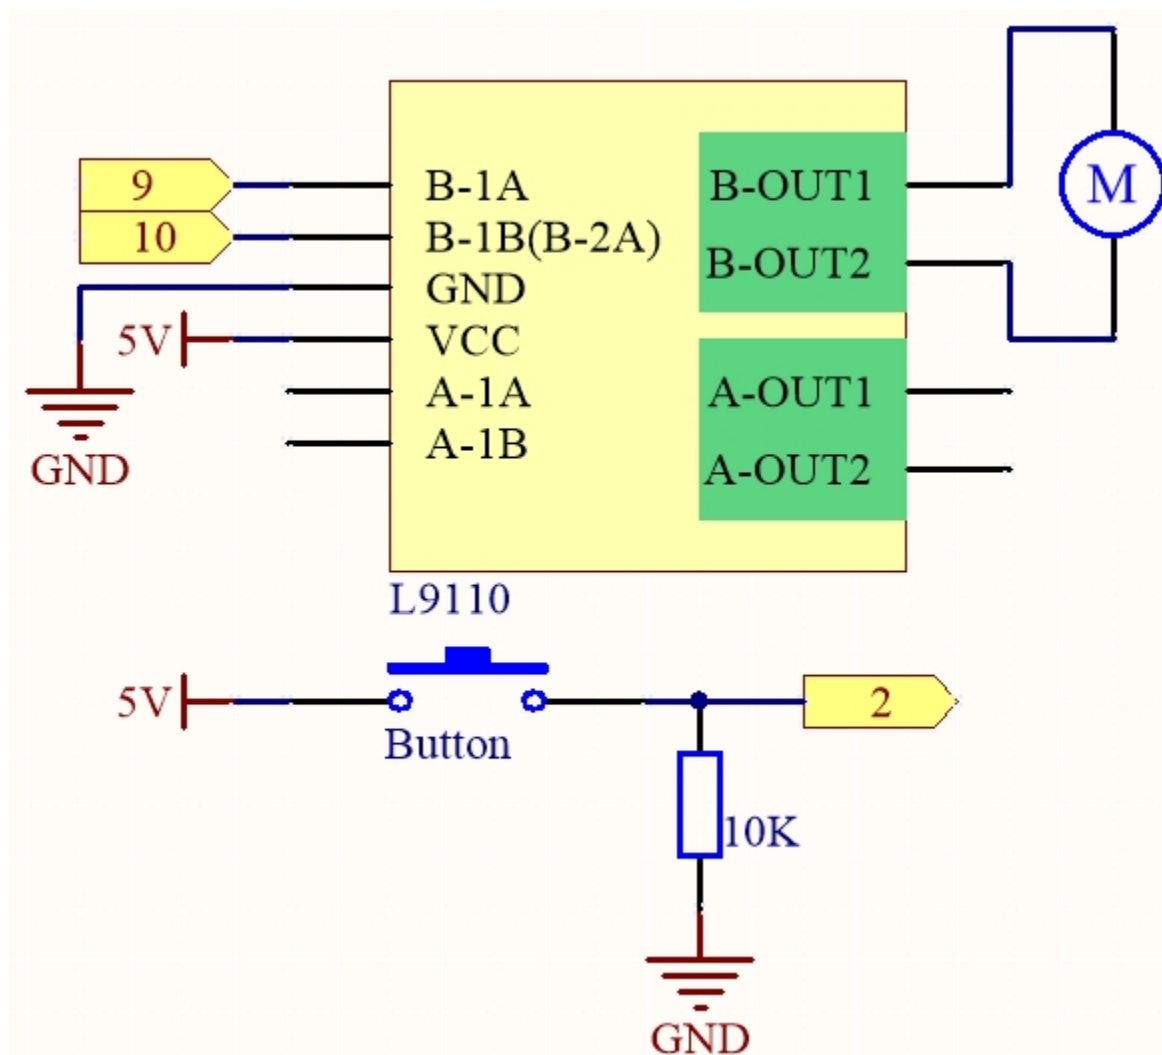 9
B-1A
B-OUT1
M
10
B-1B(B-2A)
B-OUT2
GND
5V
VCC
A-1A
A-OUT1
A-1B
A-OUT2
GND
L9110
5V
2
Button
10K
GND